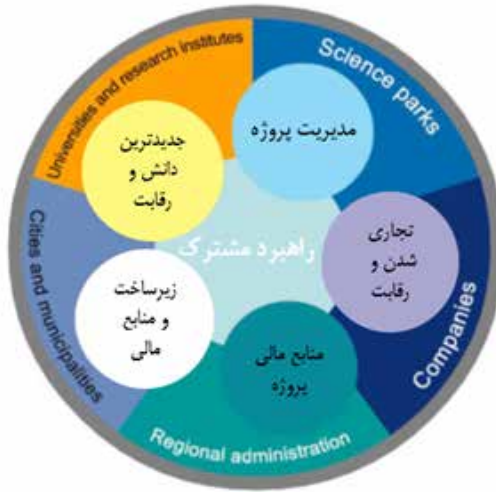 Universities and research institutes
Science parks
جدیدترین
دانش و
رقابت
مدیریت پروژه
Cities and municipalities
راهبرد مشترک
تجاری
شدن و
رقابت
Companies
زیرساخت
و منابع
مالی
منابع مالی
پروژه
Regional administration